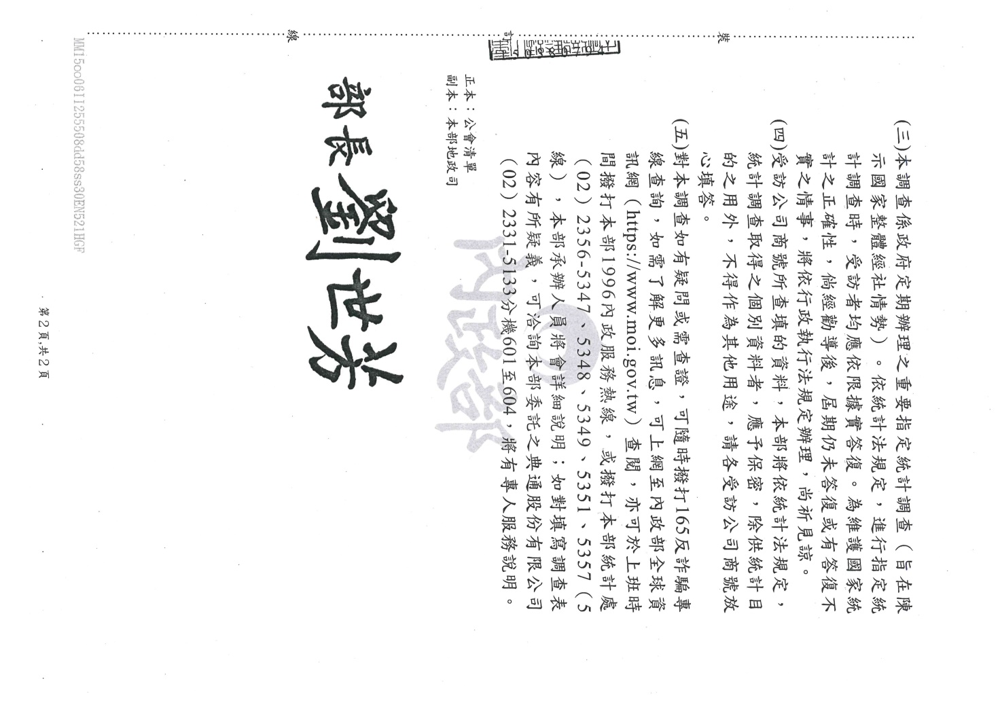 (三)本調查係政府定期辦理之重要指定統計調查（旨在陳
示國家整體經社情勢）。依統計法規定，進行指定統
計調查時，受訪者均應依限據實答復。為維護國家統
計之正確性，倘經勸導後，屆期仍未答復或有答復不
實之情事，將依行政執行法規定辦理，尚祈見諒。
(四)受訪公司商號所查填的資料，本部將依統計法規定，
統計調查取得之個別資料者，應予保密，除供統計目
的之用外，不得作為其他用途，請各受訪公司商號放
心填答。
(五)對本調查如有疑問或需查證，可隨時撥打165反詐騙專
線查詢，如需了解更多訊息，可上網至內政部全球資
訊網（https://www.moi.gov.tw）查閱，亦可於上班時
間撥打本部1996內政服務熱線，或撥打本部統計處
（02）2356-5347、5348、5349、5351、5357（5
線），本部承辦人員將會詳細說明；如對填寫調查表
內容有所疑義，可洽詢本部委託之典通股份有限公司
（02）2331-5133分機601至604，將有專人服務說明。
正本：公會清單
副本：本部地政司
部長劉世芳
內政部
裝
訂
線
MM15oo06II255508dd58ss30EN521HGF
第2頁,共2頁